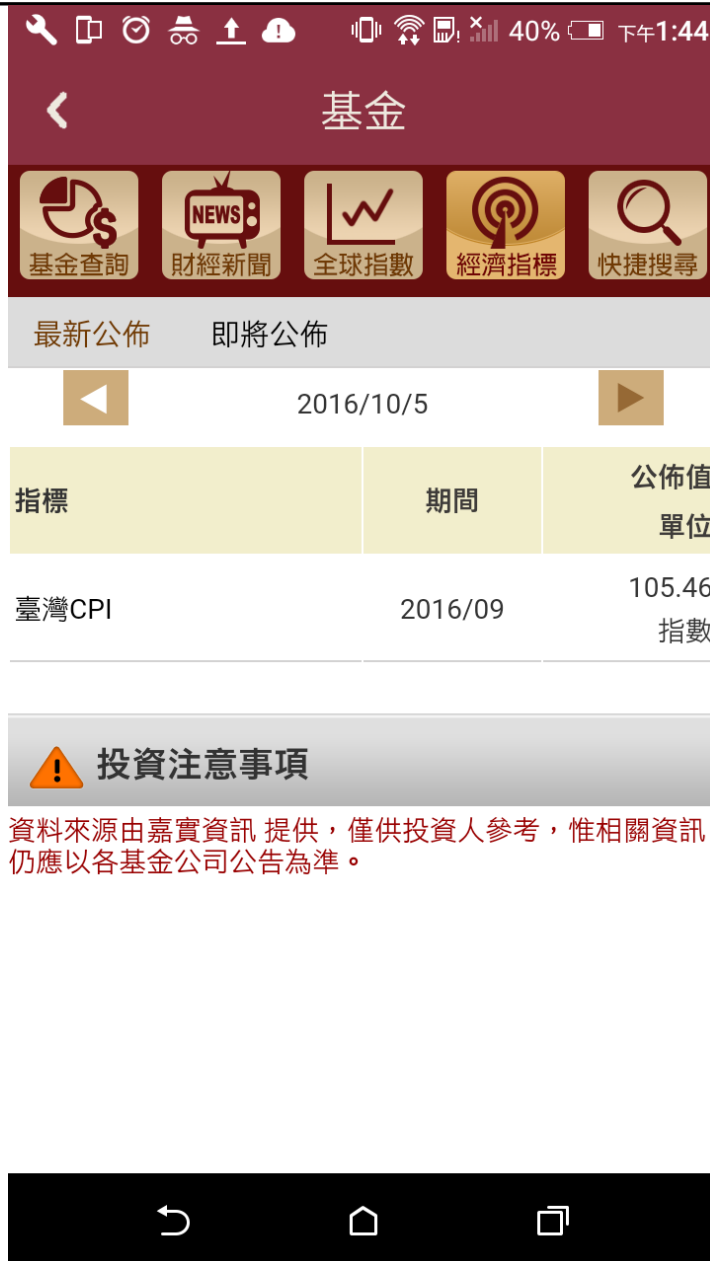 40% 下午1:44
基金
NEWS
基金查詢 財經新聞 全球指數 經濟指標 快捷搜尋
最新公佈 即將公佈
2016/10/5
指標 期間 公佈值
單位
臺灣CPI 2016/09 105.46
指數
投資注意事項
資料來源由嘉實資訊 提供，僅供投資人參考，惟相關資訊
仍應以各基金公司公告為準。